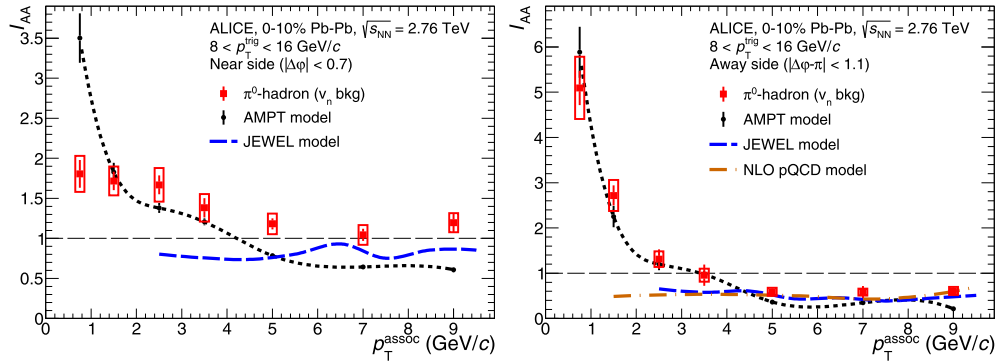 I_AA
ALICE, 0-10% Pb-Pb, √s_NN = 2.76 TeV
8 < p_T^trig < 16 GeV/c
Near side (|Δφ| < 0.7)
π⁰-hadron (v_n bkg)
AMPT model
JEWEL model
3.5
3
2.5
2
1.5
1
0.5
0
0 1 2 3 4 5 6 7 8 9
p_T^assoc (GeV/c)
I_AA
ALICE, 0-10% Pb-Pb, √s_NN = 2.76 TeV
8 < p_T^trig < 16 GeV/c
Away side (|Δφ-π| < 1.1)
π⁰-hadron (v_n bkg)
AMPT model
JEWEL model
NLO pQCD model
6
5
4
3
2
1
0
0 1 2 3 4 5 6 7 8 9
p_T^assoc (GeV/c)